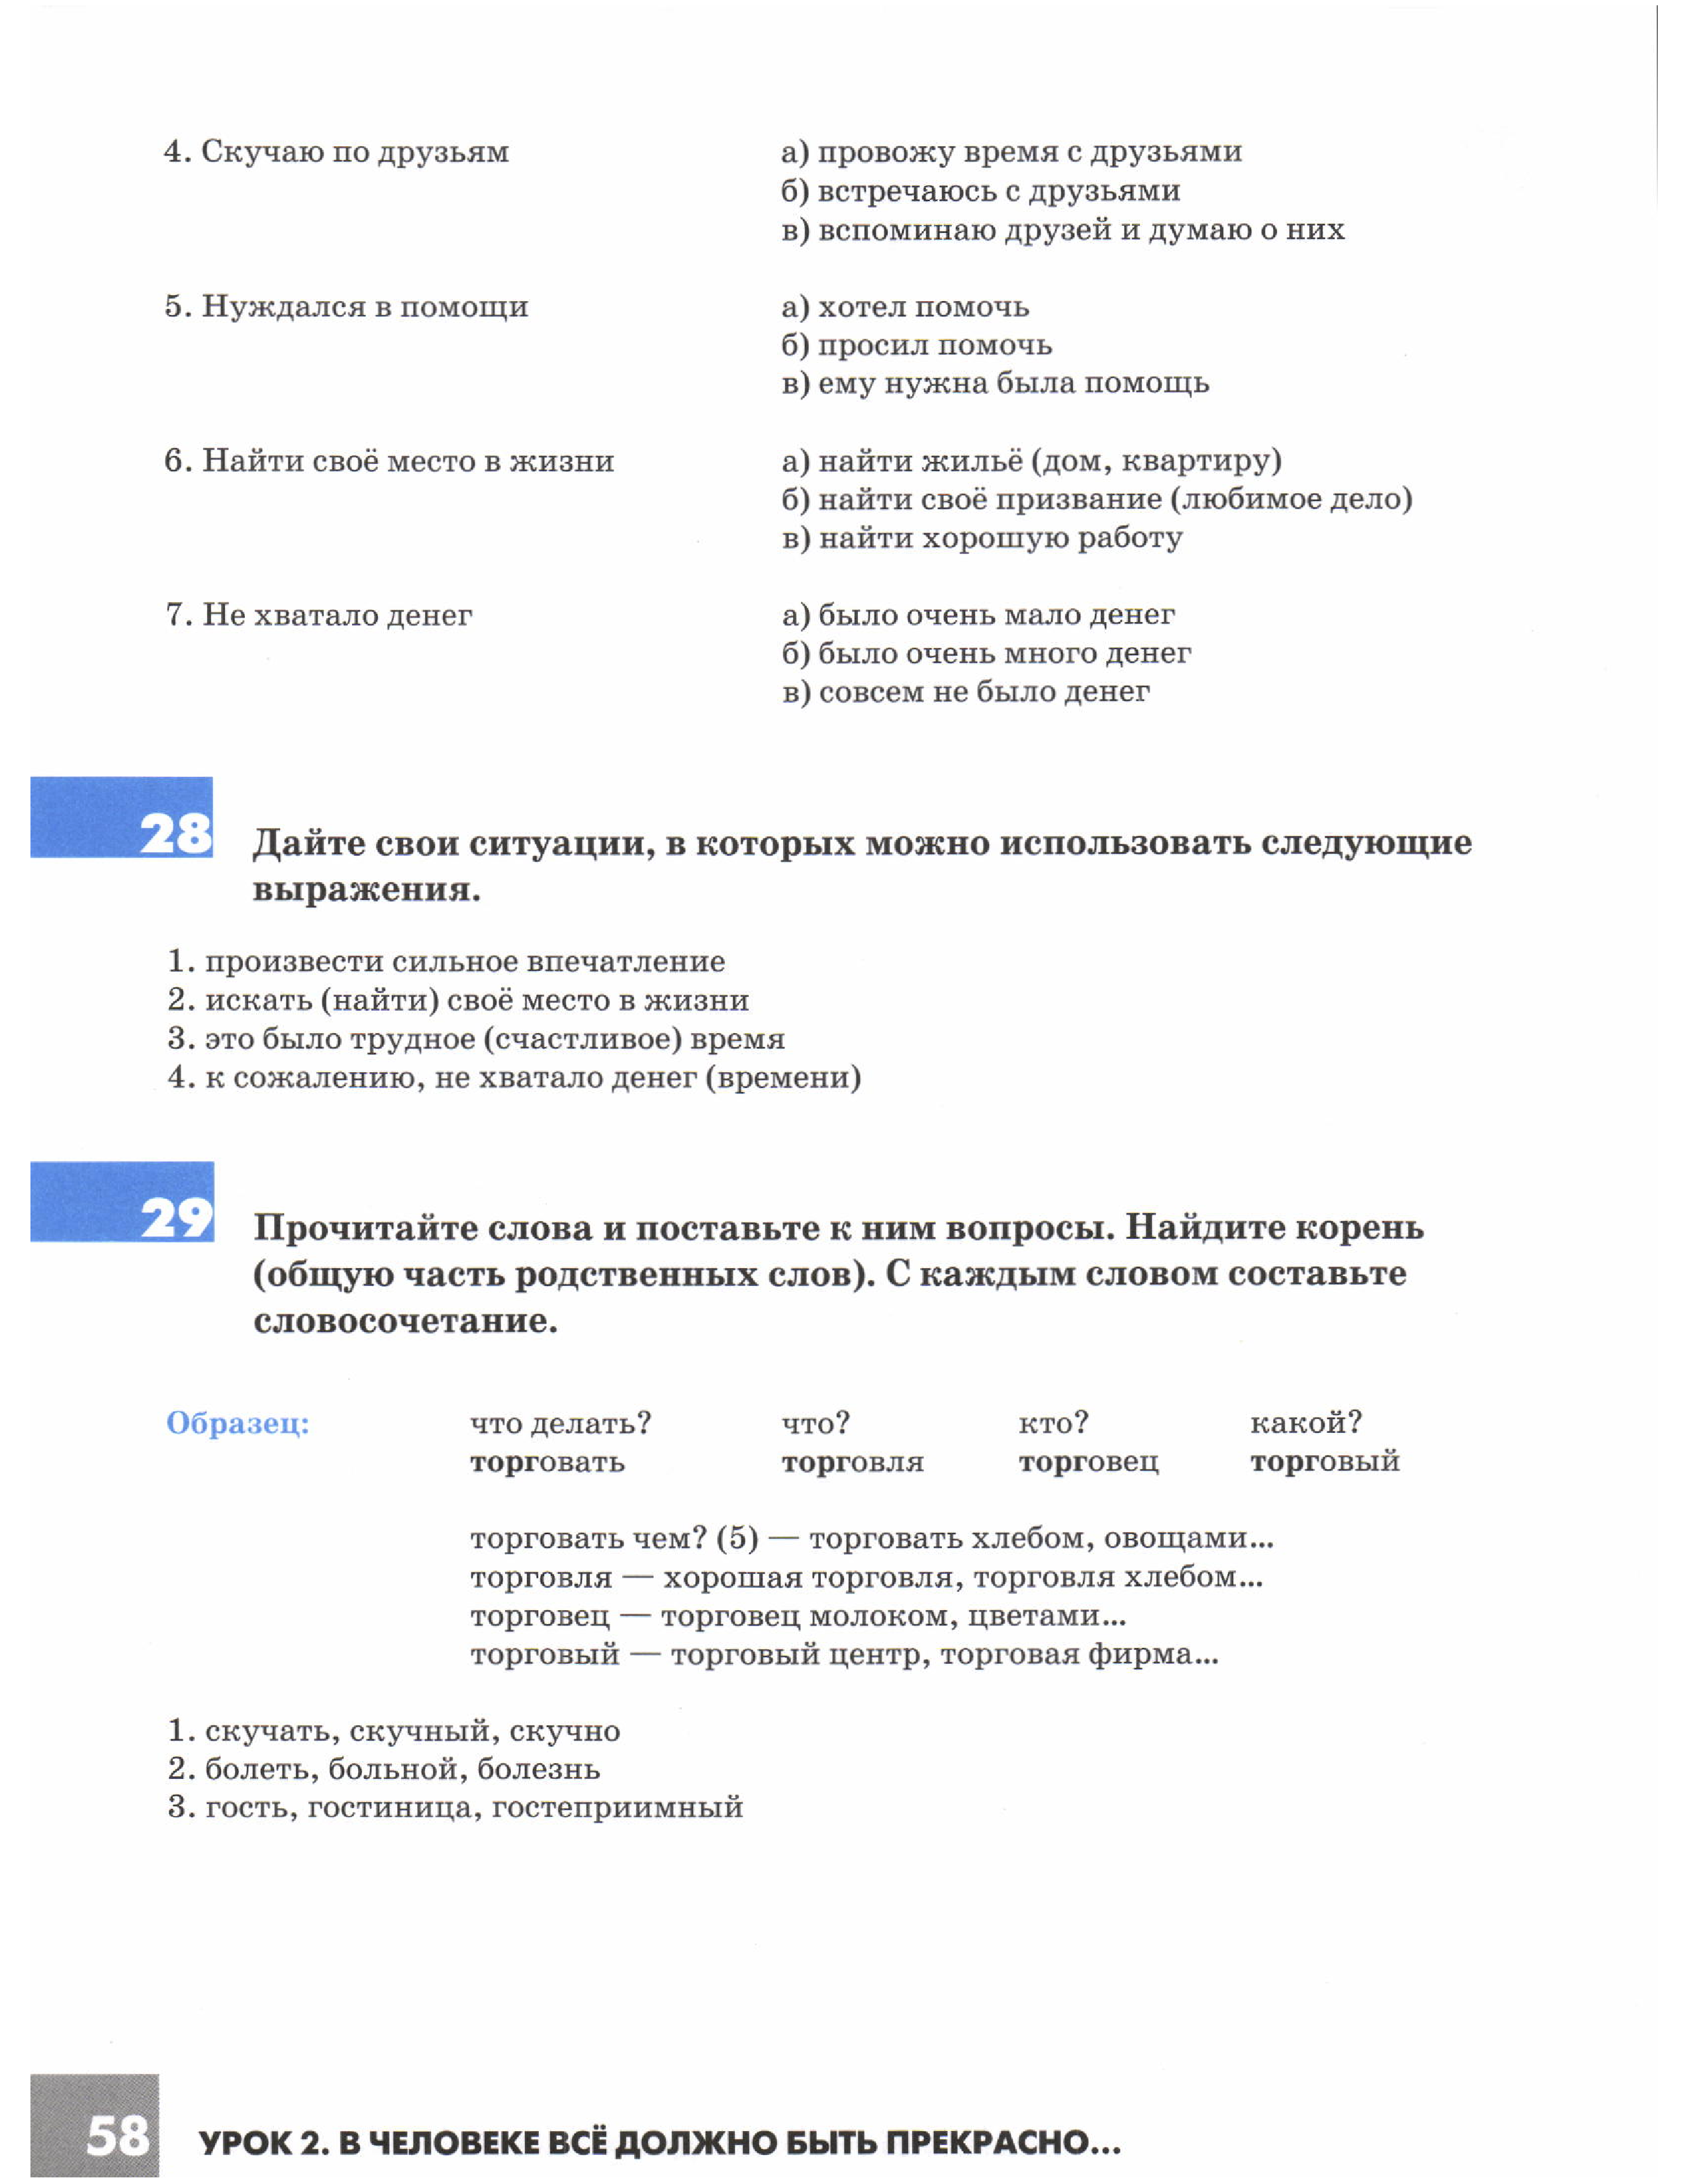 4. Скучаю по друзьям
а) провожу время с друзьями
б) встречаюсь с друзьями
в) вспоминаю друзей и думаю о них
5. Нуждался в помощи
а) хотел помочь
б) просил помочь
в) ему нужна была помощь
6. Найти своё место в жизни
а) найти жильё (дом, квартиру)
б) найти своё призвание (любимое дело)
в) найти хорошую работу
7. Не хватало денег
а) было очень мало денег
б) было очень много денег
в) совсем не было денег
28
Дайте свои ситуации, в которых можно использовать следующие
выражения.
1. произвести сильное впечатление
2. искать (найти) своё место в жизни
3. это было трудное (счастливое) время
4. к сожалению, не хватало денег (времени)
29
Прочитайте слова и поставьте к ним вопросы. Найдите корень
(общую часть родственных слов). С каждым словом составьте
словосочетание.
Образец: что делать? что? кто? какой?
торговать торговля торговец торговый
торговать чем? (5) — торговать хлебом, овощами...
торговля — хорошая торговля, торговля хлебом...
торговец — торговец молоком, цветами...
торговый — торговый центр, торговая фирма...
1. скучать, скучный, скучно
2. болеть, больной, болезнь
3. гость, гостиница, гостеприимный
58 УРОК 2. В ЧЕЛОВЕКЕ ВСЁ ДОЛЖНО БЫТЬ ПРЕКРАСНО...